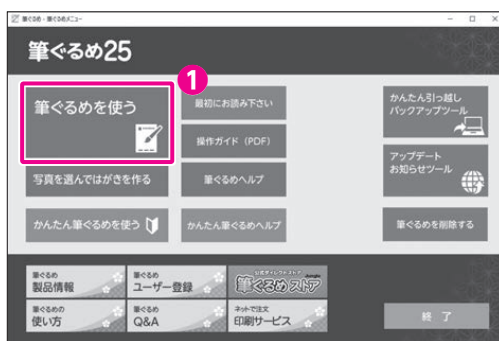 筆ぐるめ - 筆ぐるめメニュー
筆ぐるめ25
1
筆ぐるめを使う
最初にお読み下さい
かんたん引っ越し
バックアップツール
操作ガイド（PDF）
アップデート
お知らせツール
写真を選んではがきを作る
筆ぐるめヘルプ
かんたん筆ぐるめを使う
かんたん筆ぐるめヘルプ
筆ぐるめを削除する
筆ぐるめ
製品情報
筆ぐるめ
ユーザー登録
公式ダイレクトストア
筆ぐるめストア
筆ぐるめの
使い方
筆ぐるめ
Q&A
ネットで注文
印刷サービス
終 了